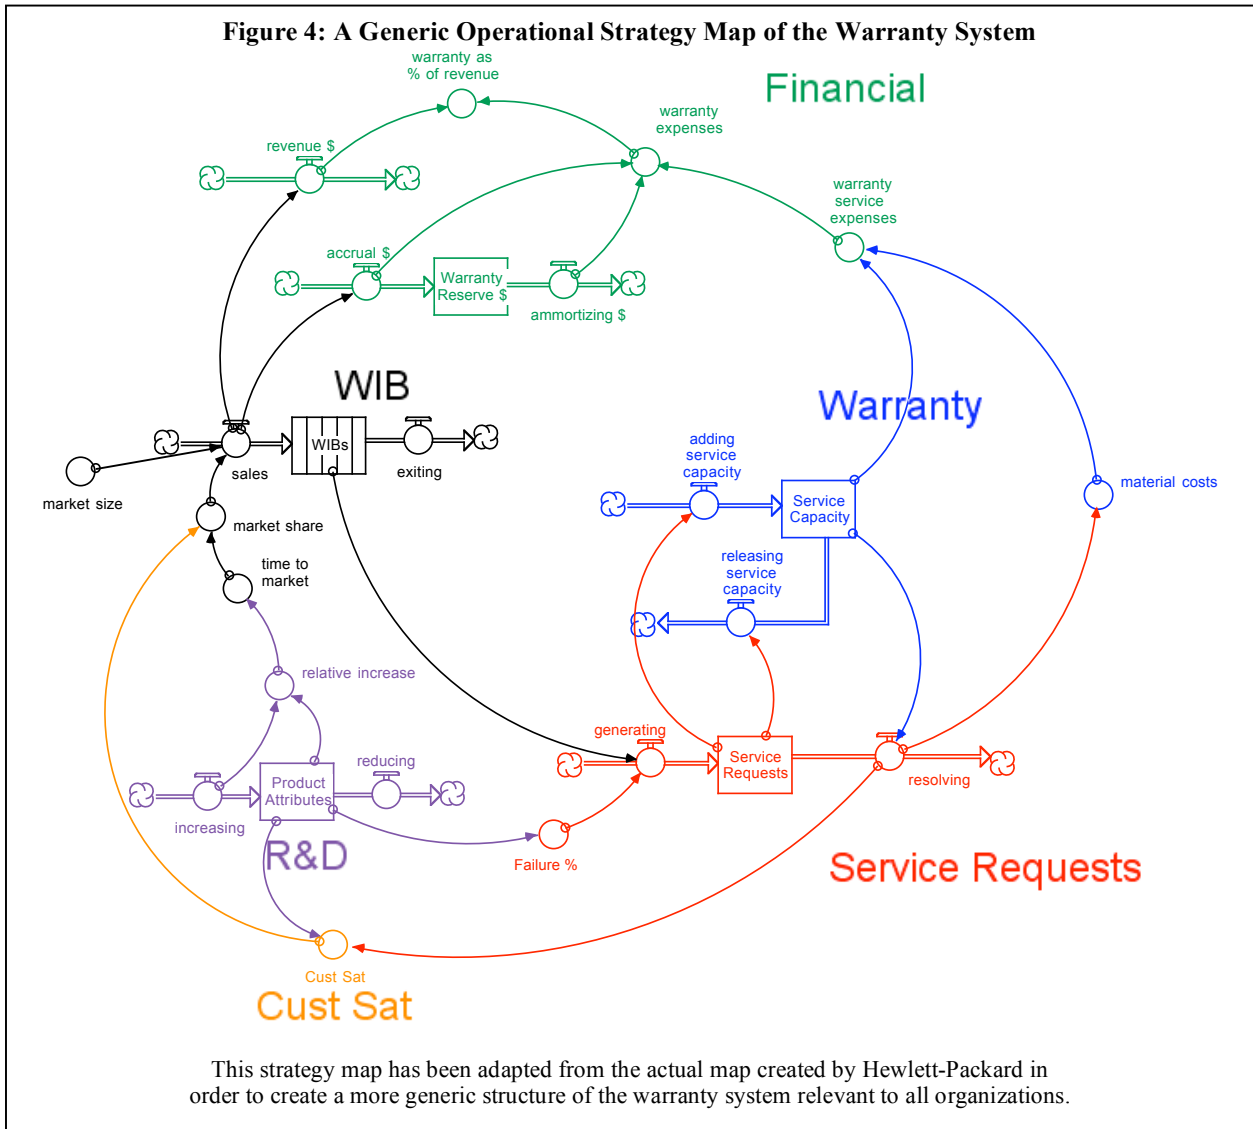 Figure 4: A Generic Operational Strategy Map of the Warranty System
warranty as
% of revenue
Financial
warranty
expenses
revenue $
warranty
service
expenses
accrual $
Warranty
Reserve $
ammortizing $
WIB
Warranty
WIBs
sales
exiting
adding
service
capacity
market size
material costs
Service
Capacity
market share
time to
market
releasing
service
capacity
relative increase
generating
Service
Requests
resolving
reducing
Product
Attributes
increasing
R&D
Failure %
Service Requests
Cust Sat
Cust Sat
This strategy map has been adapted from the actual map created by Hewlett-Packard in
order to create a more generic structure of the warranty system relevant to all organizations.